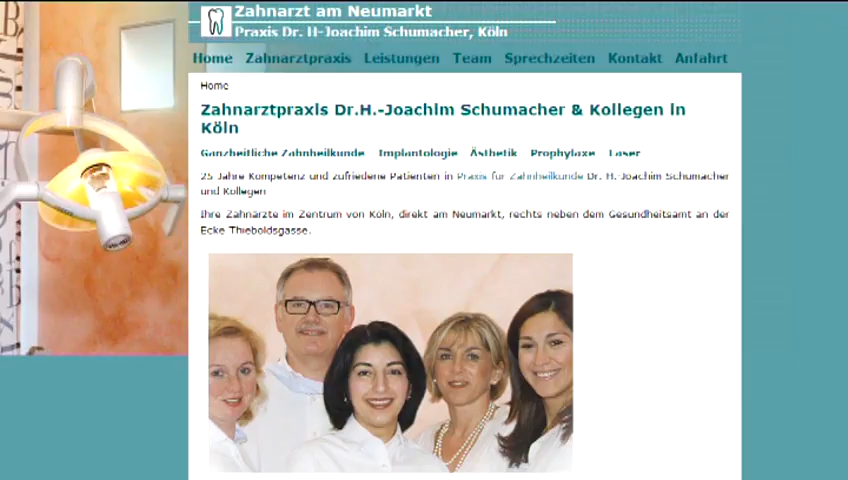 Zahnarzt am Neumarkt
Praxis Dr. H-Joachim Schumacher, Köln
Home Zahnarztpraxis Leistungen Team Sprechzeiten Kontakt Anfahrt
Home
Zahnarztpraxis Dr.H.-Joachim Schumacher & Kollegen in
Köln
Ganzheitliche Zahnheilkunde Implantologie Ästhetik Prophylaxe Laser
25 Jahre Kompetenz und zufriedene Patienten in Praxis für Zahnheilkunde Dr. H.-Joachim Schumacher
und Kollegen
Ihre Zahnärzte im Zentrum von Köln, direkt am Neumarkt, rechts neben dem Gesundheitsamt an der
Ecke Thieboldsgasse.